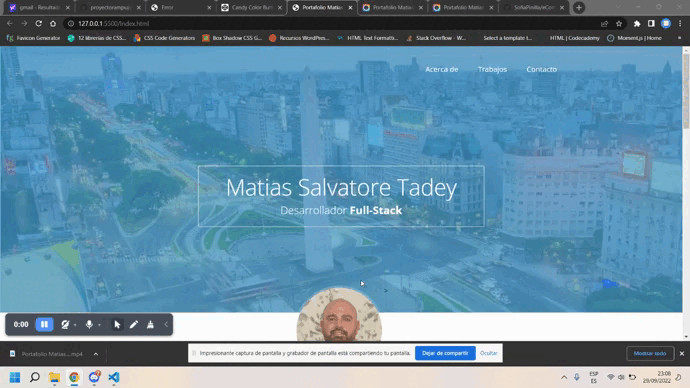 gmail - Resultad
proyectoreinpup
Error
Candy Color Butt
Portafolio Matias
Portafolio Matias
Portafolio Matias
127.0.0.1:5500/Index.html
Favicon Generator
12 librerías de CSS...
CSS Code Generators
Box Shadow CSS G...
Recursos WordPres...
HTML Text Formatti...
Stack Overflow - W...
Select a template t...
HTML | Codecademy
Moment.js | Home
»
Acerca de
Trabajos
Contacto
Matias Salvatore Tadey
Desarrollador Full-Stack
0:00
Portafolio Matias....mp4
Impresionante captura de pantalla y grabador de pantalla está compartiendo tu pantalla.
Dejar de compartir
Ocultar
Mostrar todo
ESP
ES
23:08
29/09/2022